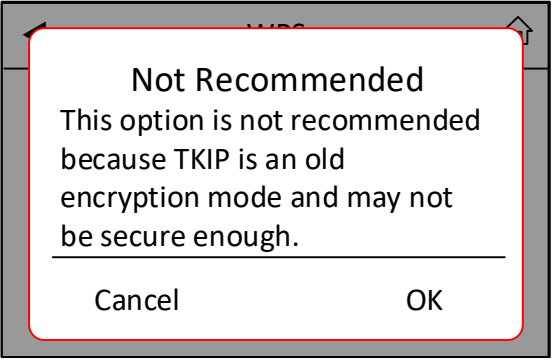 Not Recommended
This option is not recommended
because TKIP is an old
encryption mode and may not
be secure enough.
Cancel OK